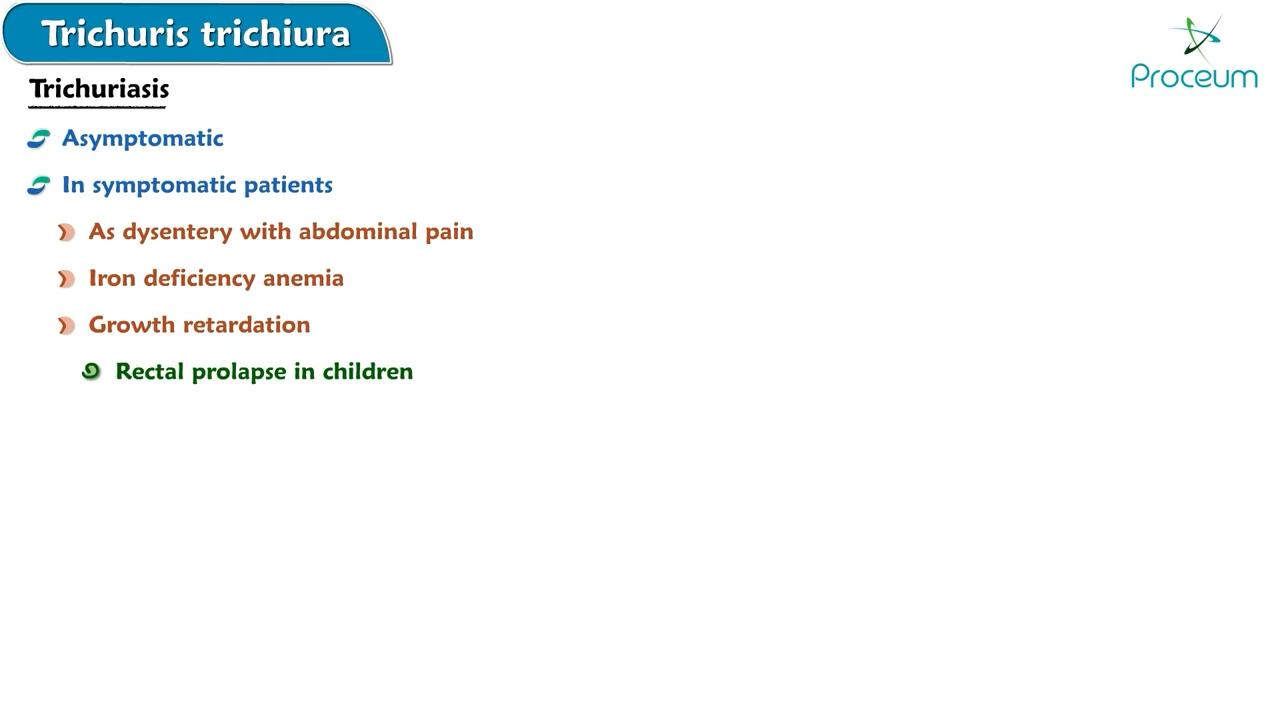 Trichuris trichiura
Proceum
Trichuriasis
Asymptomatic
In symptomatic patients
As dysentery with abdominal pain
Iron deficiency anemia
Growth retardation
Rectal prolapse in children